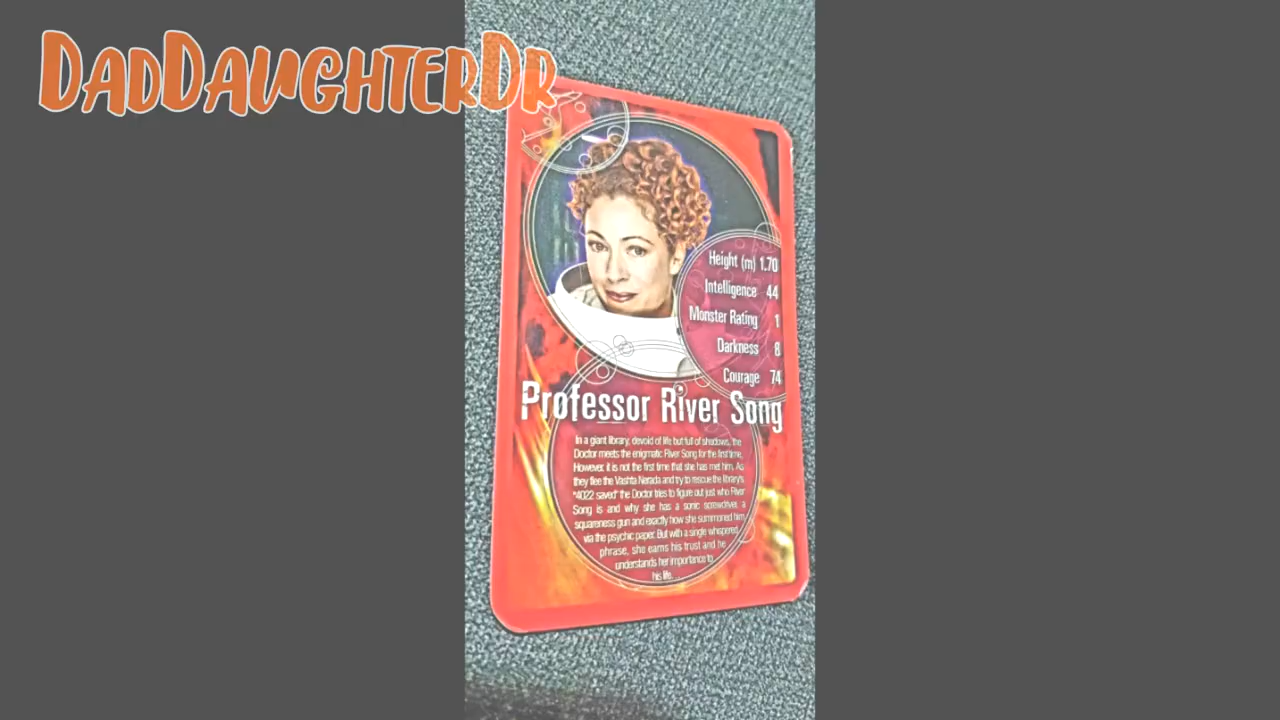 DADDAUGHTERDR
Height (m) 1.70
Intelligence 44
Monster Rating 1
Darkness 8
Courage 74
Professor River Song
In a giant library, devoid of life but full of shadows, the
Doctor meets the enigmatic River Song for the first time.
However, it is not the first time that she has met him. As
they flee the Vashta Nerada and try to rescue the library's
"4022 saved" the Doctor tries to figure out just who River
Song is and why she has a sonic screwdriver, a
squareness gun and exactly how she summoned him
via the psychic paper. But with a single whispered
phrase, she earns his trust and he
understands her importance to
his life...